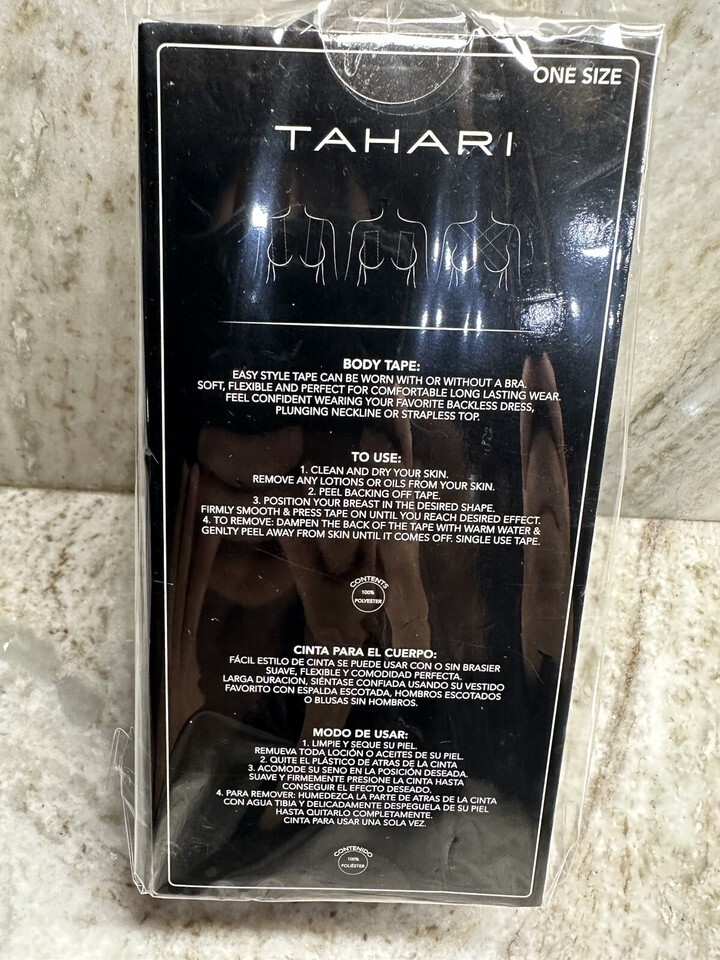 ONE SIZE
TAHARI
BODY TAPE:
EASY STYLE TAPE CAN BE WORN WITH OR WITHOUT A BRA.
SOFT, FLEXIBLE AND PERFECT FOR COMFORTABLE LONG LASTING WEAR.
FEEL CONFIDENT WEARING YOUR FAVORITE BACKLESS DRESS,
PLUNGING NECKLINE OR STRAPLESS TOP.
TO USE:
1. CLEAN AND DRY YOUR SKIN.
REMOVE ANY LOTIONS OR OILS FROM YOUR SKIN.
2. PEEL BACKING OFF TAPE.
3. POSITION YOUR BREAST IN THE DESIRED SHAPE.
FIRMLY SMOOTH & PRESS TAPE ON UNTIL YOU REACH DESIRED EFFECT.
4. TO REMOVE: DAMPEN THE BACK OF THE TAPE WITH WARM WATER &
GENLTY PEEL AWAY FROM SKIN UNTIL IT COMES OFF. SINGLE USE TAPE.
CONTENTS
100%
POLYESTER
CINTA PARA EL CUERPO:
FÁCIL ESTILO DE CINTA SE PUEDE USAR CON O SIN BRASIER
SUAVE, FLEXIBLE Y COMODIDAD PERFECTA.
LARGA DURACIÓN, SIÉNTASE CONFIADA USANDO SU VESTIDO
FAVORITO CON ESPALDA ESCOTADA, HOMBROS ESCOTADOS
O BLUSAS SIN HOMBROS.
MODO DE USAR:
1. LIMPIE Y SEQUE SU PIEL.
REMUEVA TODA LOCIÓN O ACEITES DE SU PIEL.
2. QUITE EL PLÁSTICO DE ATRAS DE LA CINTA
3. ACOMODE SU SENO EN LA POSICIÓN DESEADA.
SUAVE Y FIRMEMENTE PRESIONE LA CINTA HASTA
CONSEGUIR EL EFECTO DESEADO.
4. PARA REMOVER: HUMEDEZCA LA PARTE DE ATRAS DE LA CINTA
CON AGUA TIBIA Y DELICADAMENTE DESPEGUELA DE SU PIEL
HASTA QUITARLO COMPLETAMENTE.
CINTA PARA USAR UNA SOLA VEZ.
CONTENIDO
100%
POLIÉSTER